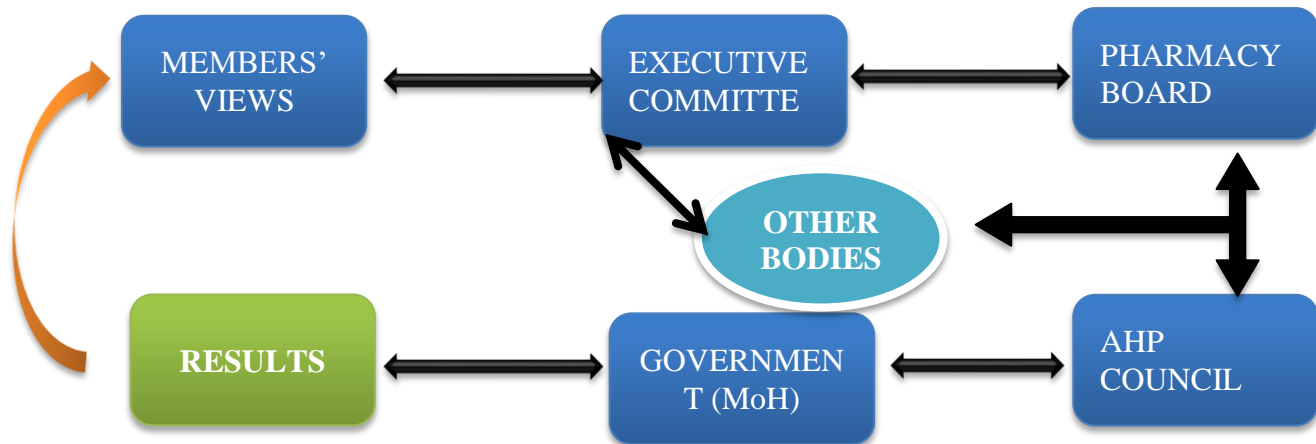 MEMBERS’
VIEWS
EXECUTIVE
COMMITTE
PHARMACY
BOARD
OTHER
BODIES
RESULTS
GOVERNMEN
T (MoH)
AHP
COUNCIL